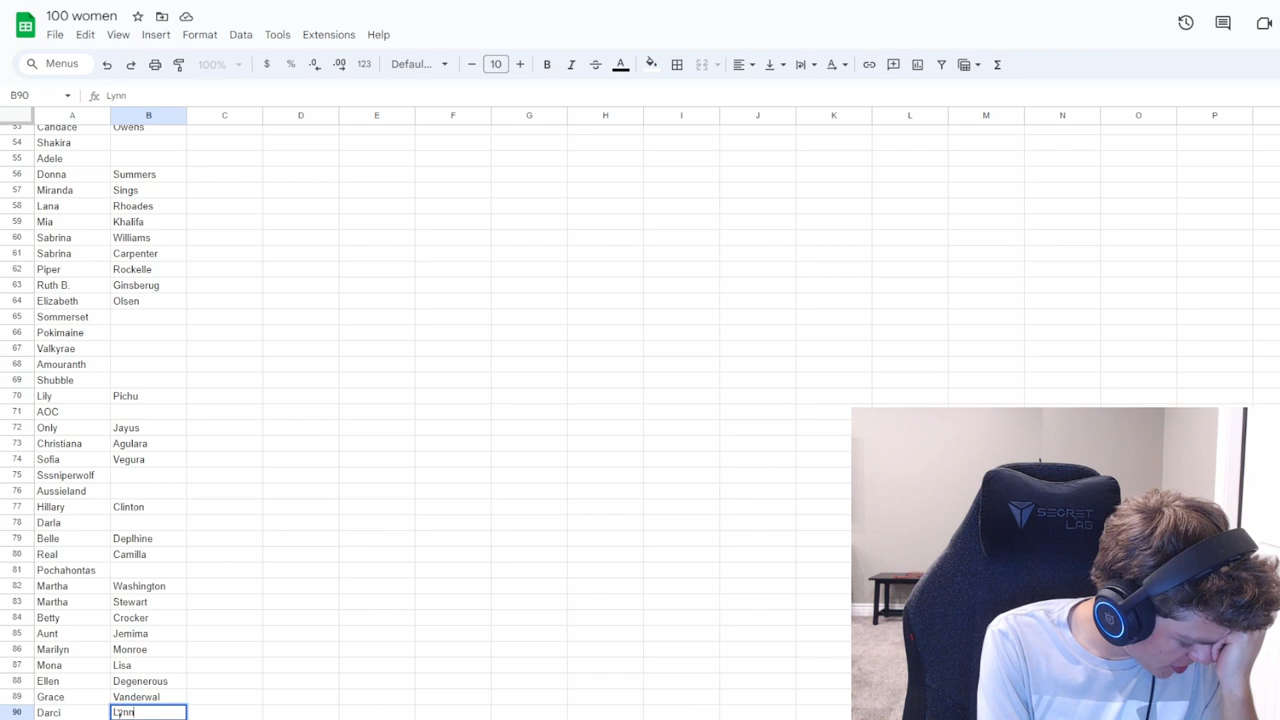 100 women
File Edit View Insert Format Data Tools Extensions Help
Menus 100% $ % .0 .00 123 Defaul... − 10 + B I A Σ
B90 fx Lynn
A B C D E F G H I J K L M N O P
53 Candace Owens
54 Shakira
55 Adele
56 Donna Summers
57 Miranda Sings
58 Lana Rhoades
59 Mia Khalifa
60 Sabrina Williams
61 Sabrina Carpenter
62 Piper Rockelle
63 Ruth B. Ginsberug
64 Elizabeth Olsen
65 Sommerset
66 Pokimaine
67 Valkyrae
68 Amouranth
69 Shubble
70 Lily Pichu
71 AOC
72 Only Jayus
73 Christiana Agulara
74 Sofia Vegura
75 Sssniperwolf
76 Aussieland
77 Hillary Clinton
78 Darla
79 Belle Deplhine
80 Real Camilla
81 Pochahontas
82 Martha Washington
83 Martha Stewart
84 Betty Crocker
85 Aunt Jemima
86 Marilyn Monroe
87 Mona Lisa
88 Ellen Degenerous
89 Grace Vanderwal
90 Darci Lynn
SECRET
LAB